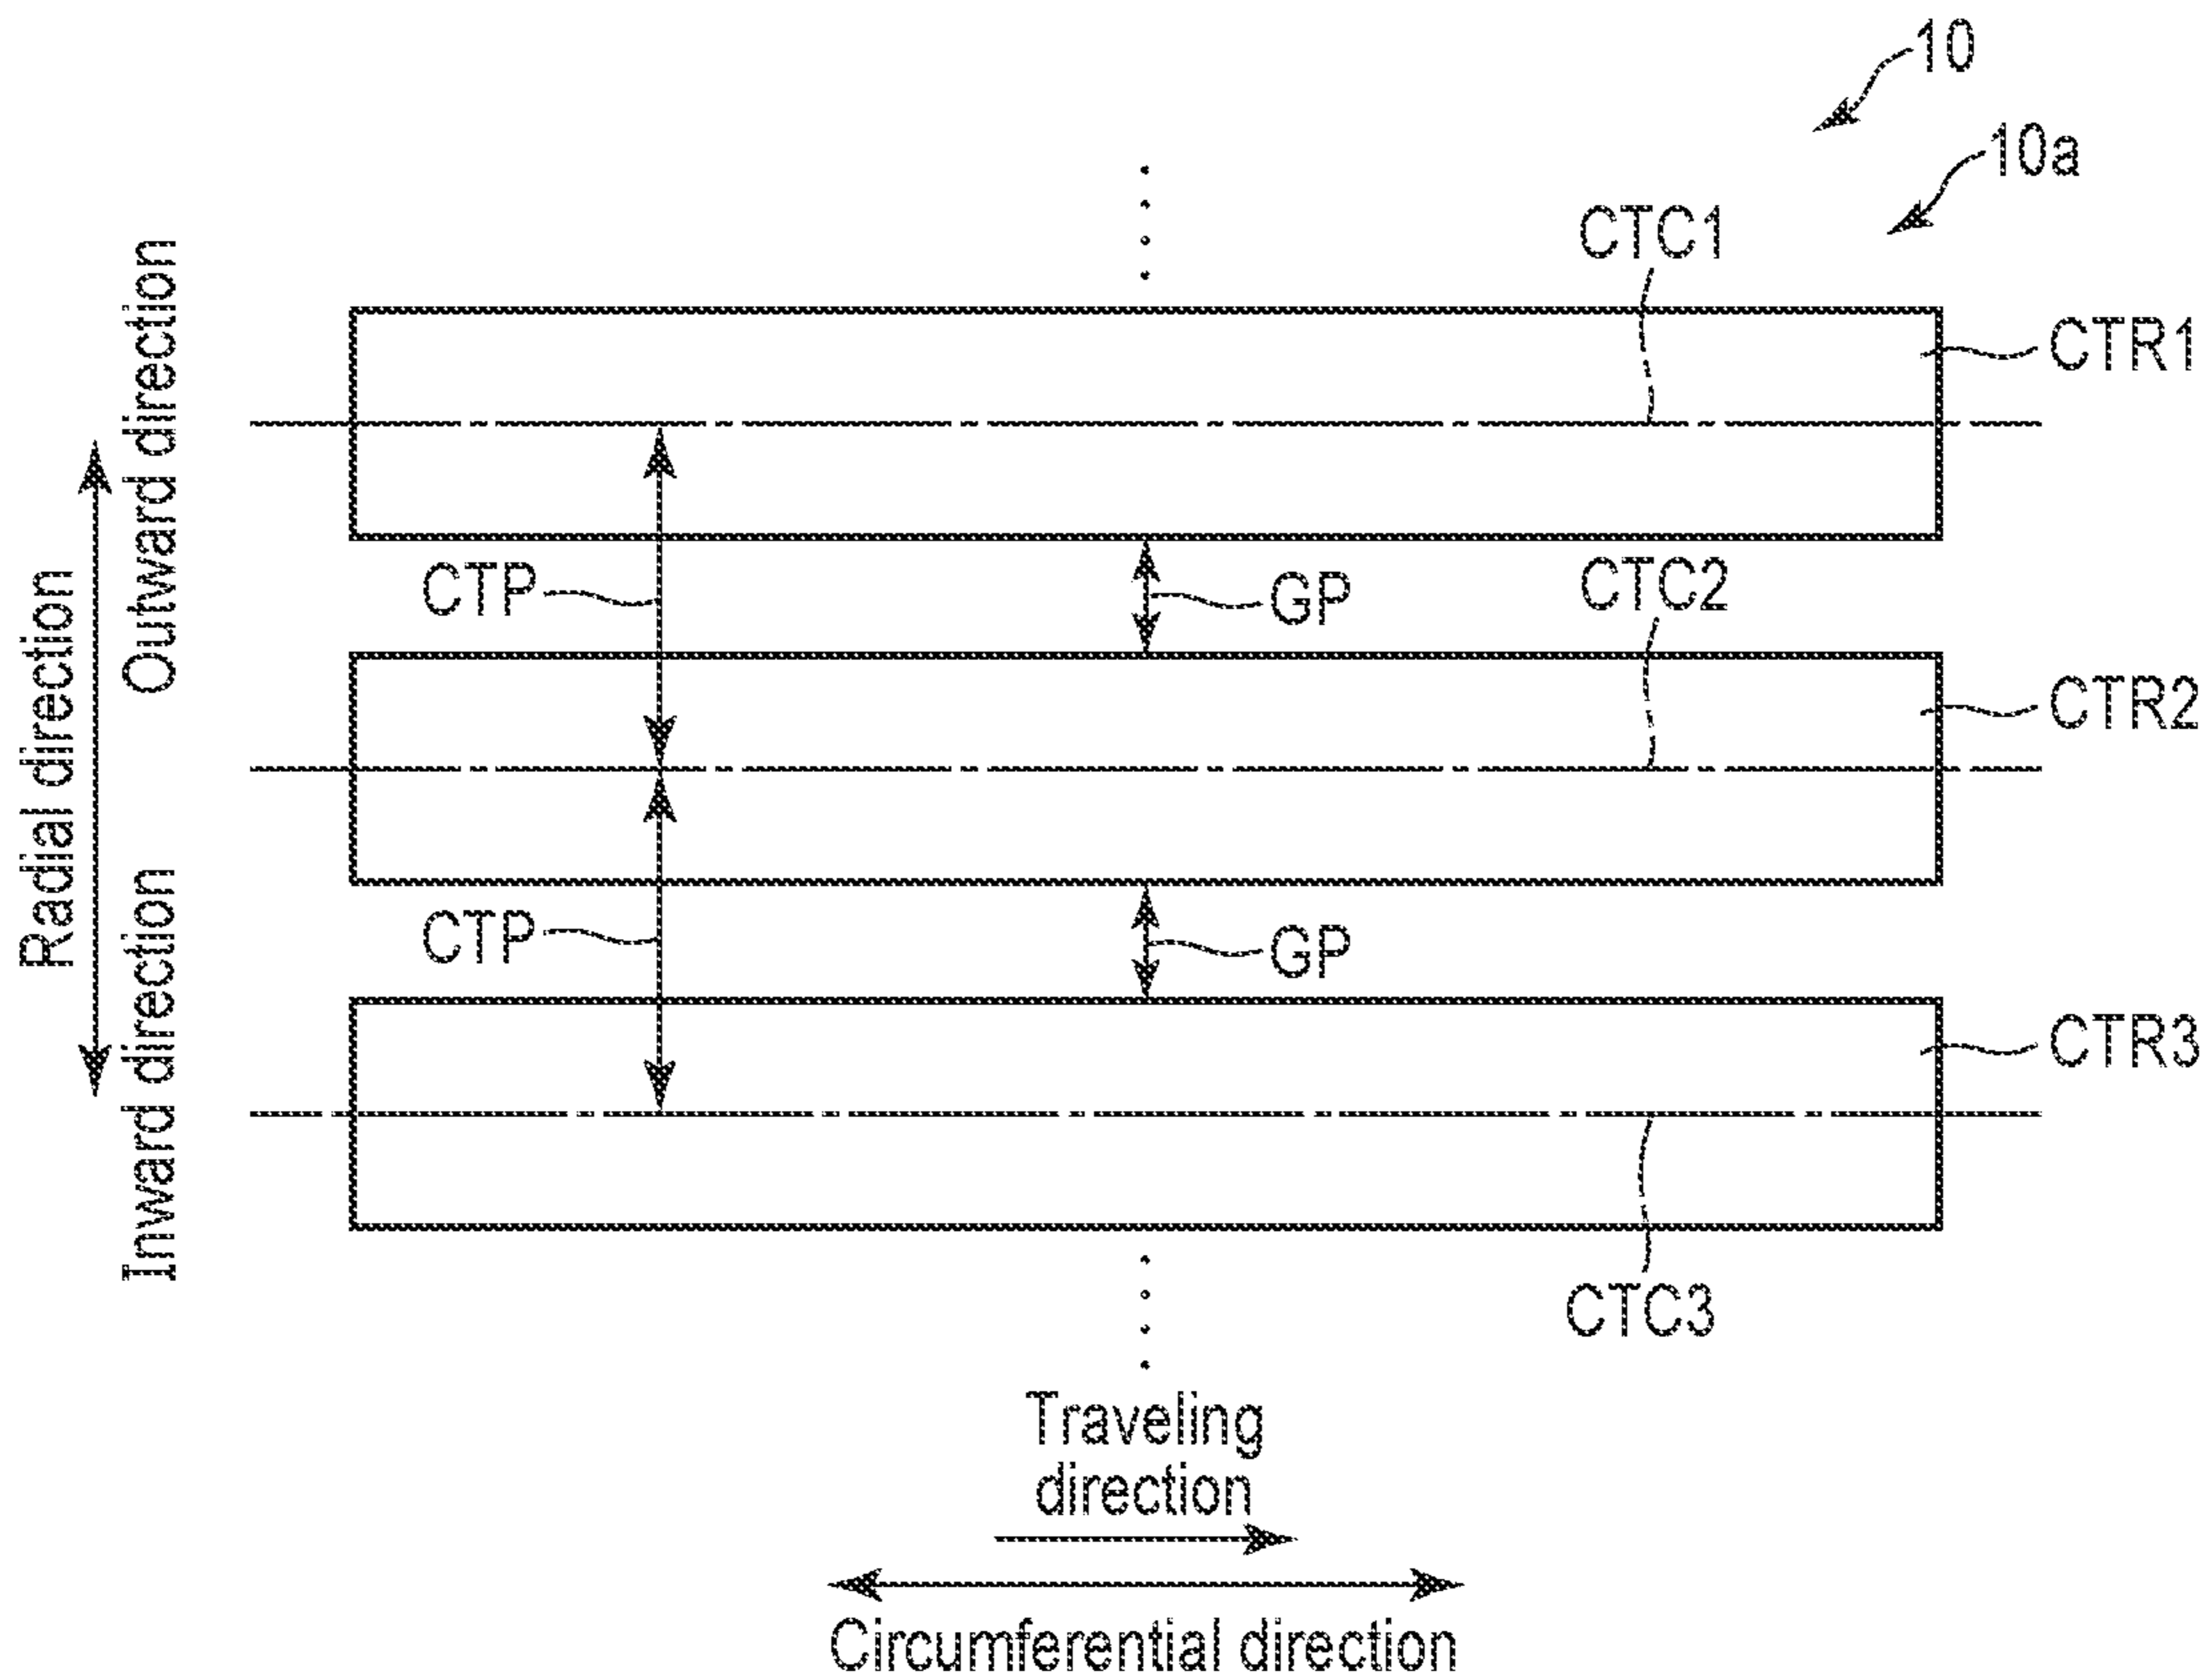 10
10a
CTC1
CTR1
Outward direction
CTP
GP
CTC2
Radial direction
CTR2
Inward direction
CTP
GP
CTR3
CTC3
Traveling
direction
Circumferential direction